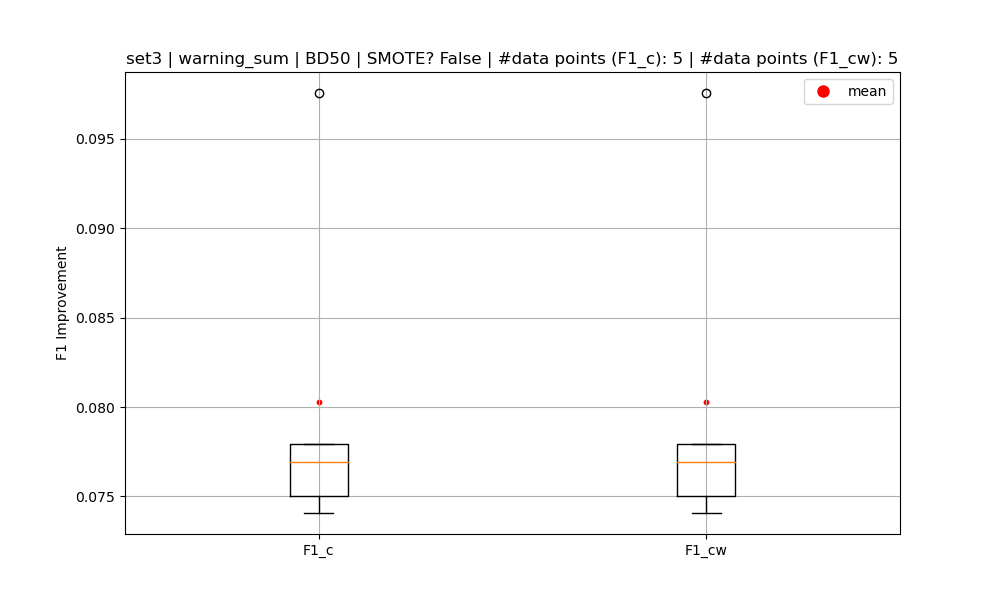 set3 | warning_sum | BD50 | SMOTE? False | #data points (F1_c): 5 | #data points (F1_cw): 5
mean
0.095
0.090
0.085
0.080
0.075
F1 Improvement
F1_c
F1_cw